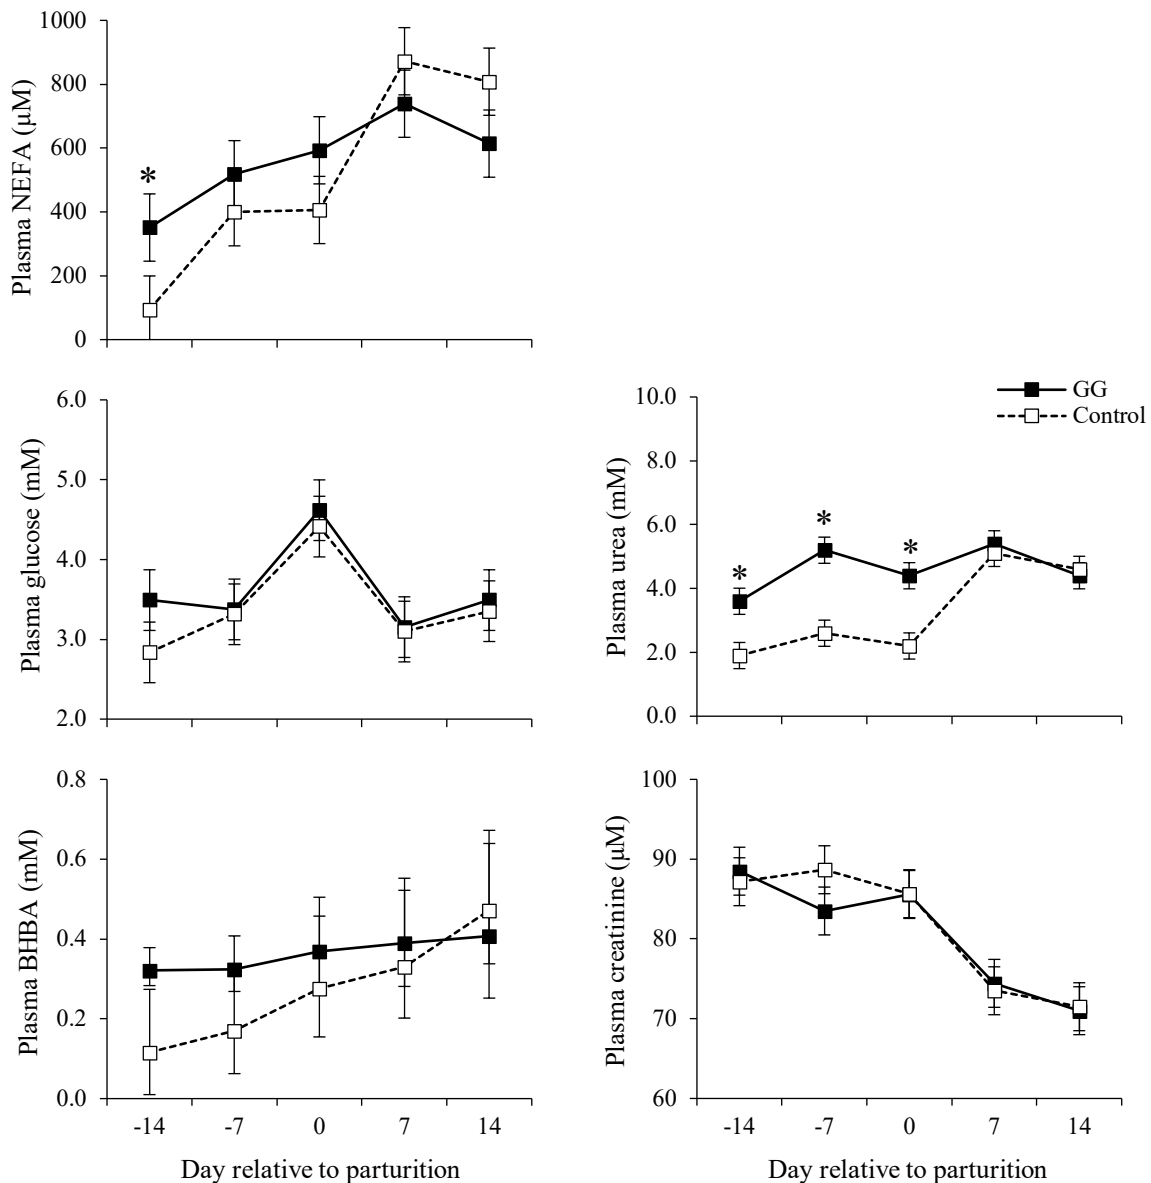 1000
800
600
400
200
0
Plasma NEFA (µM)
*
6.0
5.0
4.0
3.0
2.0
Plasma glucose (mM)
GG
Control
10.0
8.0
6.0
4.0
2.0
0.0
Plasma urea (mM)
* * *
0.8
0.6
0.4
0.2
0.0
Plasma BHBA (mM)
-14 -7 0 7 14
Day relative to parturition
100
90
80
70
60
Plasma creatinine (µM)
-14 -7 0 7 14
Day relative to parturition